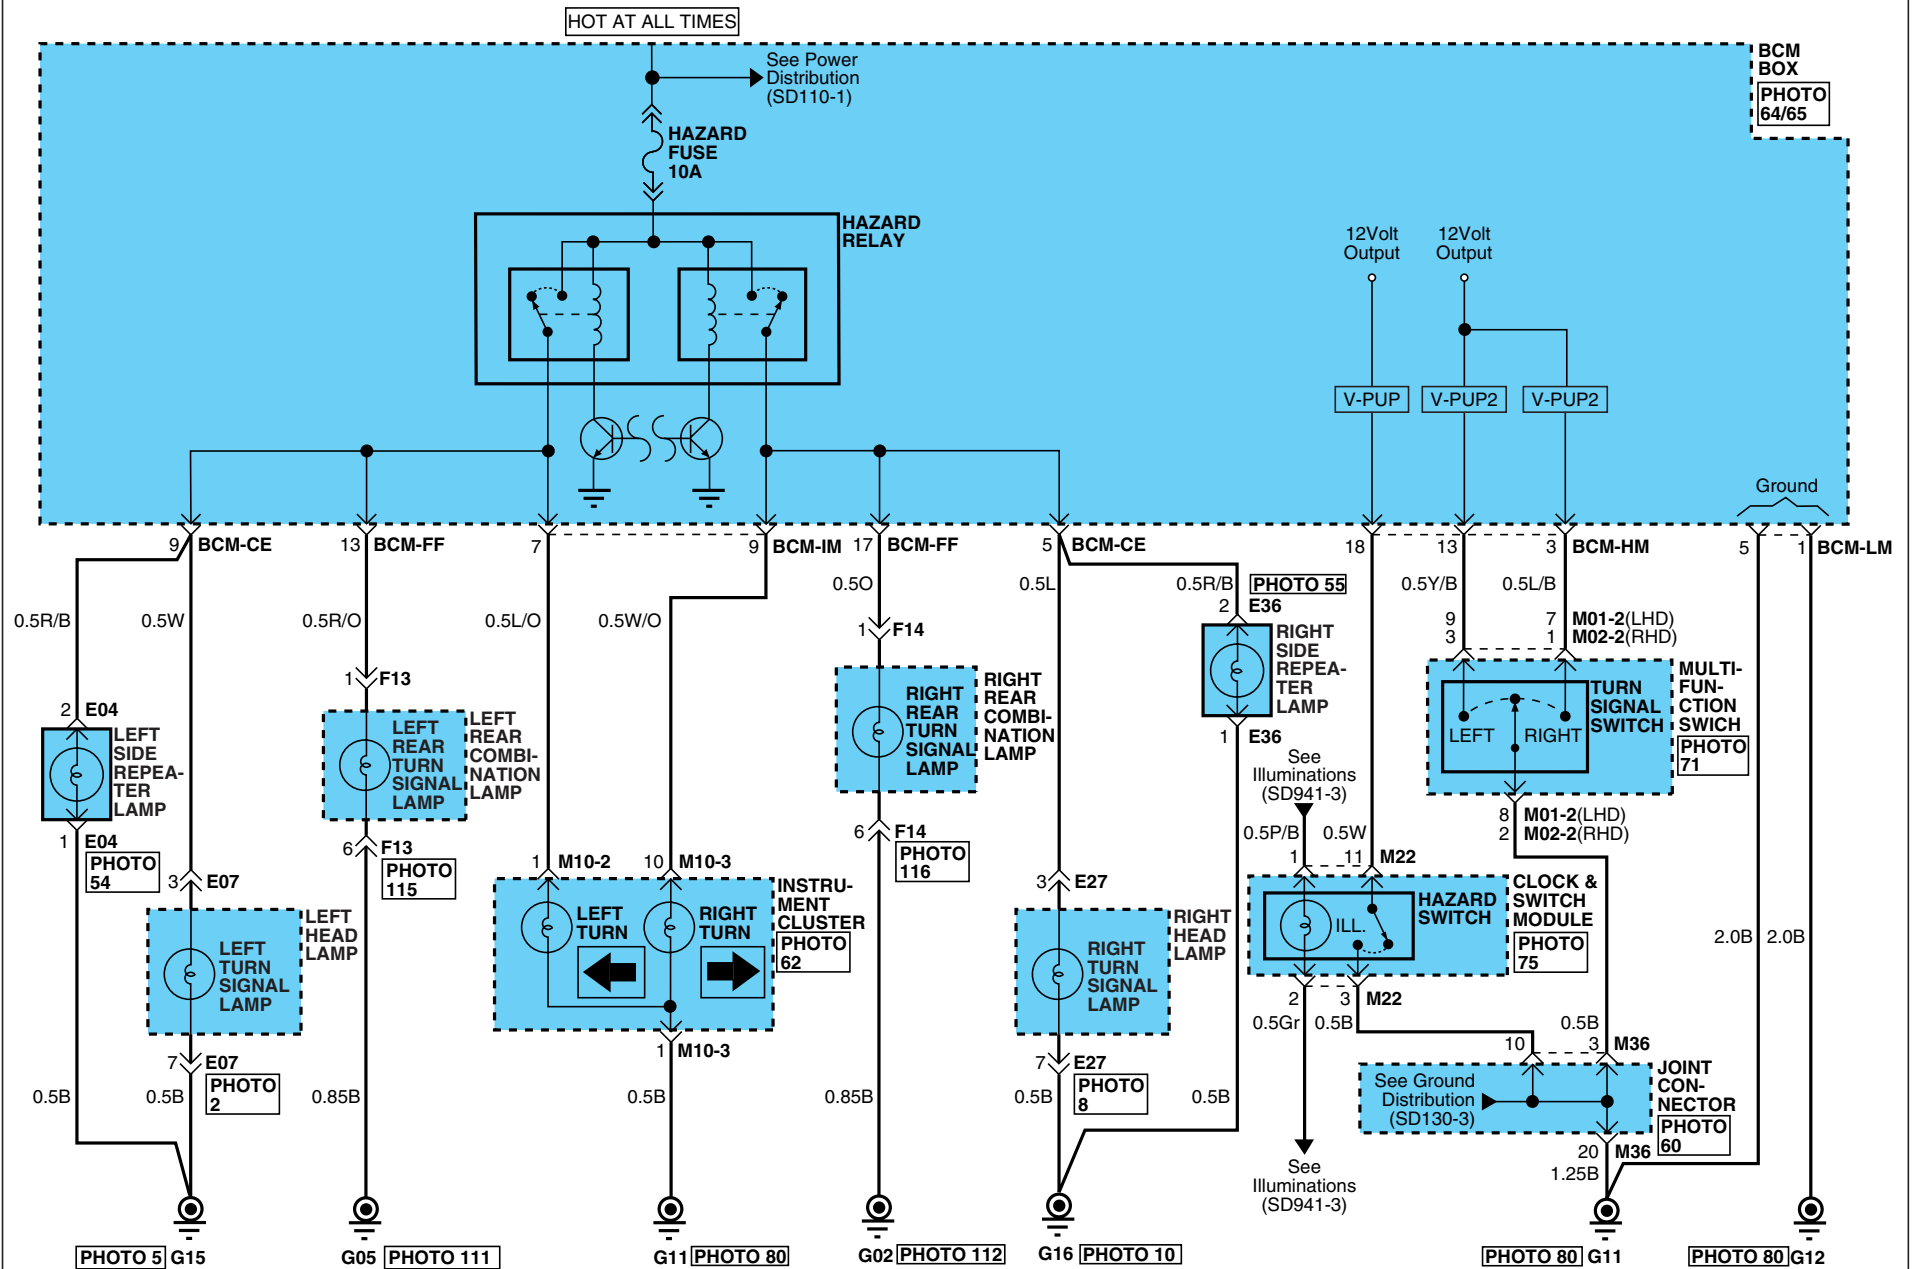 HOT AT ALL TIMES
See Power
Distribution
(SD110-1)
BCM
BOX
PHOTO
64/65
HAZARD
FUSE
10A
HAZARD
RELAY
12Volt
Output
12Volt
Output
V-PUP
V-PUP2
V-PUP2
Ground
9 BCM-CE
13 BCM-FF
7
9 BCM-IM
17 BCM-FF
5 BCM-CE
18
13
3 BCM-HM
5
1 BCM-LM
0.5R/B
0.5W
0.5R/O
0.5L/O
0.5W/O
0.5O
0.5L
0.5R/B
PHOTO 55
0.5Y/B
0.5L/B
2 E04
LEFT
SIDE
REPEA-
TER
LAMP
1 E04
PHOTO
54
3 E07
LEFT
TURN
SIGNAL
LAMP
LEFT
HEAD
LAMP
7 E07
PHOTO
2
0.5B
0.5B
1 F13
LEFT
REAR
TURN
SIGNAL
LAMP
LEFT
REAR
COMBI-
NATION
LAMP
6 F13
PHOTO
115
0.85B
1 M10-2
10 M10-3
LEFT
TURN
RIGHT
TURN
INSTRU-
MENT
CLUSTER
PHOTO
62
1 M10-3
0.5B
1 F14
RIGHT
REAR
TURN
SIGNAL
LAMP
RIGHT
REAR
COMBI-
NATION
LAMP
6 F14
PHOTO
116
0.85B
3 E27
RIGHT
TURN
SIGNAL
LAMP
RIGHT
HEAD
LAMP
7 E27
PHOTO
8
0.5B
2 E36
RIGHT
SIDE
REPEA-
TER
LAMP
1 E36
0.5B
See
Illuminations
(SD941-3)
0.5P/B
0.5W
1
11 M22
ILL.
HAZARD
SWITCH
CLOCK &
SWITCH
MODULE
PHOTO
75
2
3 M22
0.5Gr
0.5B
See
Illuminations
(SD941-3)
9
3
7 M01-2(LHD)
1 M02-2(RHD)
LEFT
RIGHT
TURN
SIGNAL
SWITCH
MULTI-
FUN-
CTION
SWICH
PHOTO
71
8 M01-2(LHD)
2 M02-2(RHD)
0.5B
10
3 M36
See Ground
Distribution
(SD130-3)
JOINT
CON-
NECTOR
PHOTO
60
20 M36
1.25B
2.0B
2.0B
PHOTO 5 G15
G05 PHOTO 111
G11 PHOTO 80
G02 PHOTO 112
G16 PHOTO 10
PHOTO 80 G11
PHOTO 80 G12